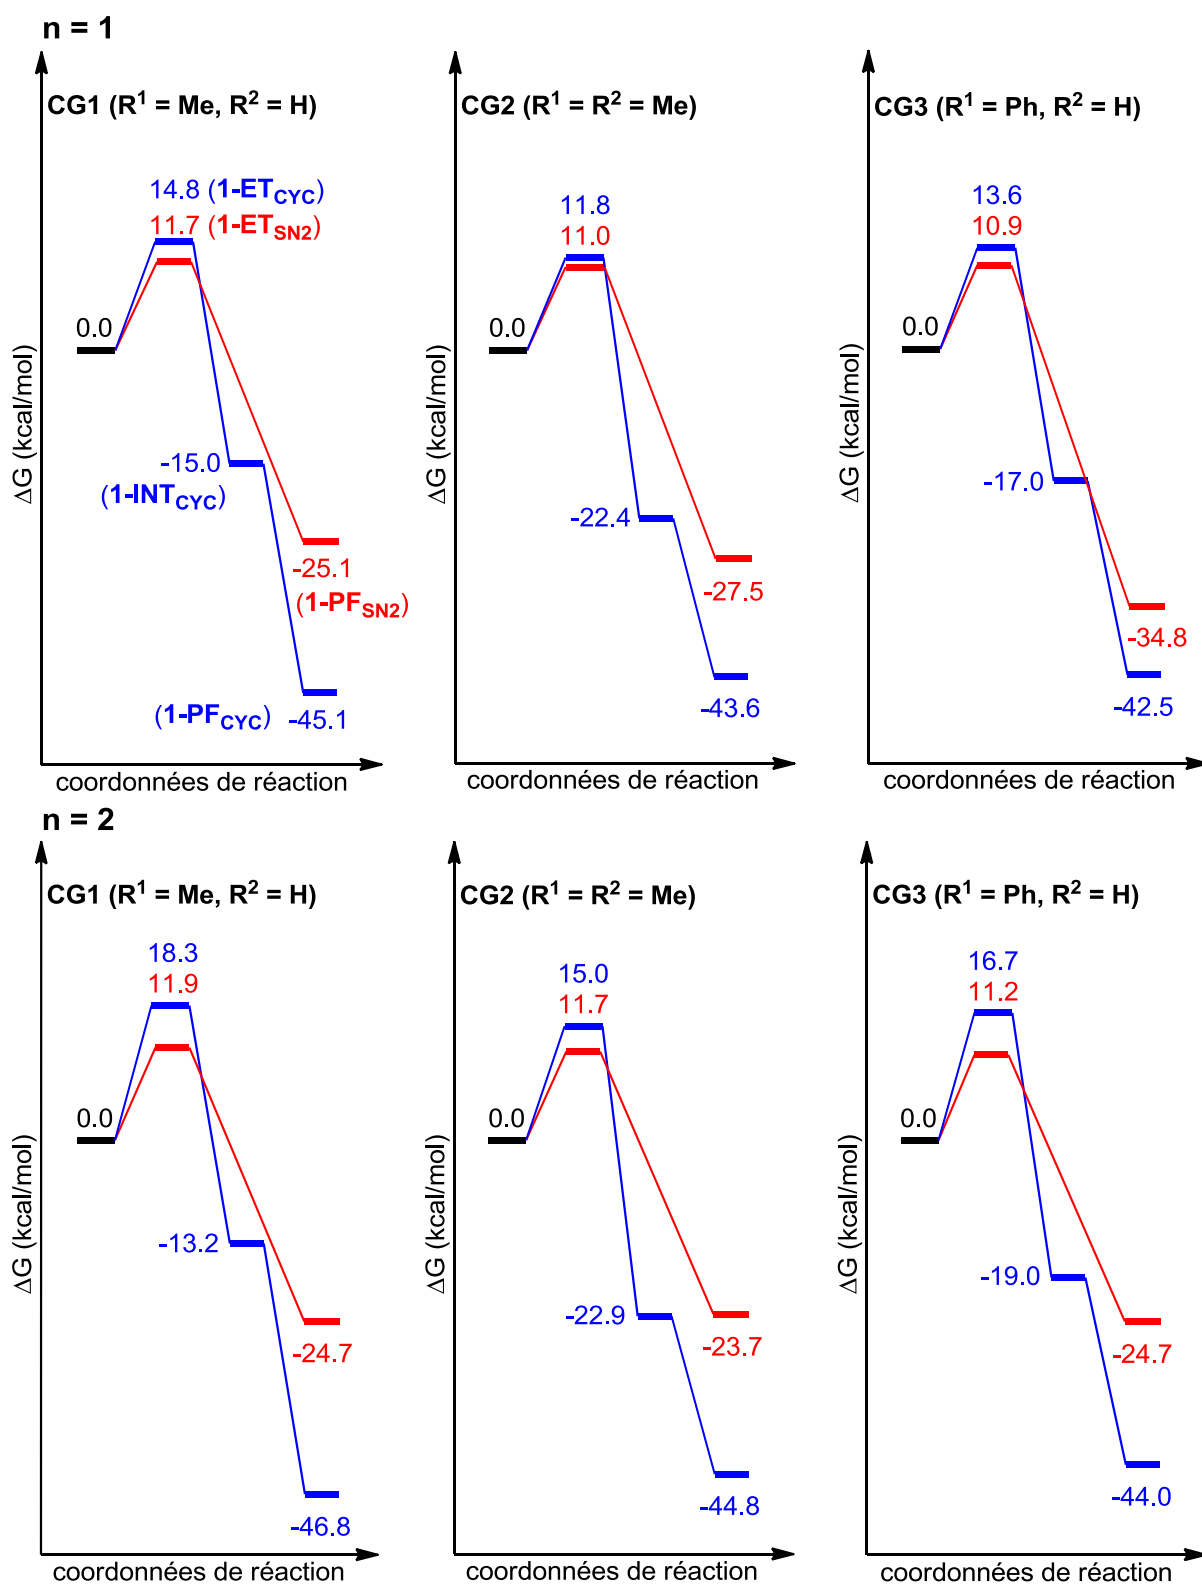 n = 1
CG1 (R¹ = Me, R² = H)
14.8 (1-ET_CYC)
11.7 (1-ET_SN2)
0.0
-15.0
(1-INT_CYC)
-25.1
(1-PF_SN2)
(1-PF_CYC) -45.1
ΔG (kcal/mol)
coordonnées de réaction
CG2 (R¹ = R² = Me)
11.8
11.0
0.0
-22.4
-27.5
-43.6
ΔG (kcal/mol)
coordonnées de réaction
CG3 (R¹ = Ph, R² = H)
13.6
10.9
0.0
-17.0
-34.8
-42.5
ΔG (kcal/mol)
coordonnées de réaction
n = 2
CG1 (R¹ = Me, R² = H)
18.3
11.9
0.0
-13.2
-24.7
-46.8
ΔG (kcal/mol)
coordonnées de réaction
CG2 (R¹ = R² = Me)
15.0
11.7
0.0
-22.9
-23.7
-44.8
ΔG (kcal/mol)
coordonnées de réaction
CG3 (R¹ = Ph, R² = H)
16.7
11.2
0.0
-19.0
-24.7
-44.0
ΔG (kcal/mol)
coordonnées de réaction